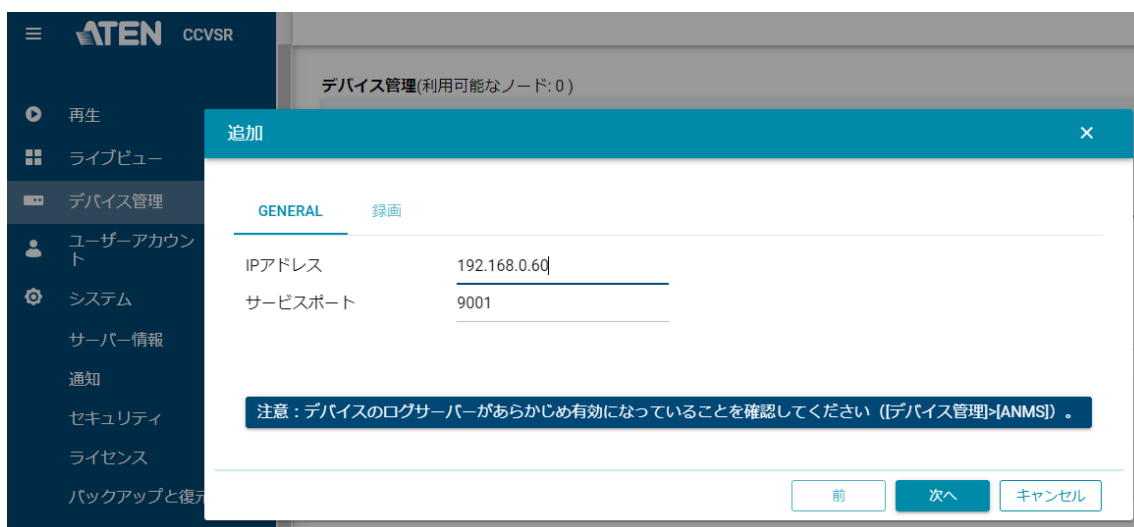 ATEN CCVSR
デバイス管理(利用可能なノード: 0 )
再生
ライブビュー
デバイス管理
ユーザーアカウン
ト
システム
サーバー情報
通知
セキュリティ
ライセンス
バックアップと復元
追加
GENERAL 録画
IPアドレス 192.168.0.60
サービスポート 9001
注意：デバイスのログサーバーがあらかじめ有効になっていることを確認してください（[デバイス管理]>[ANMS]）。
前 次へ キャンセル